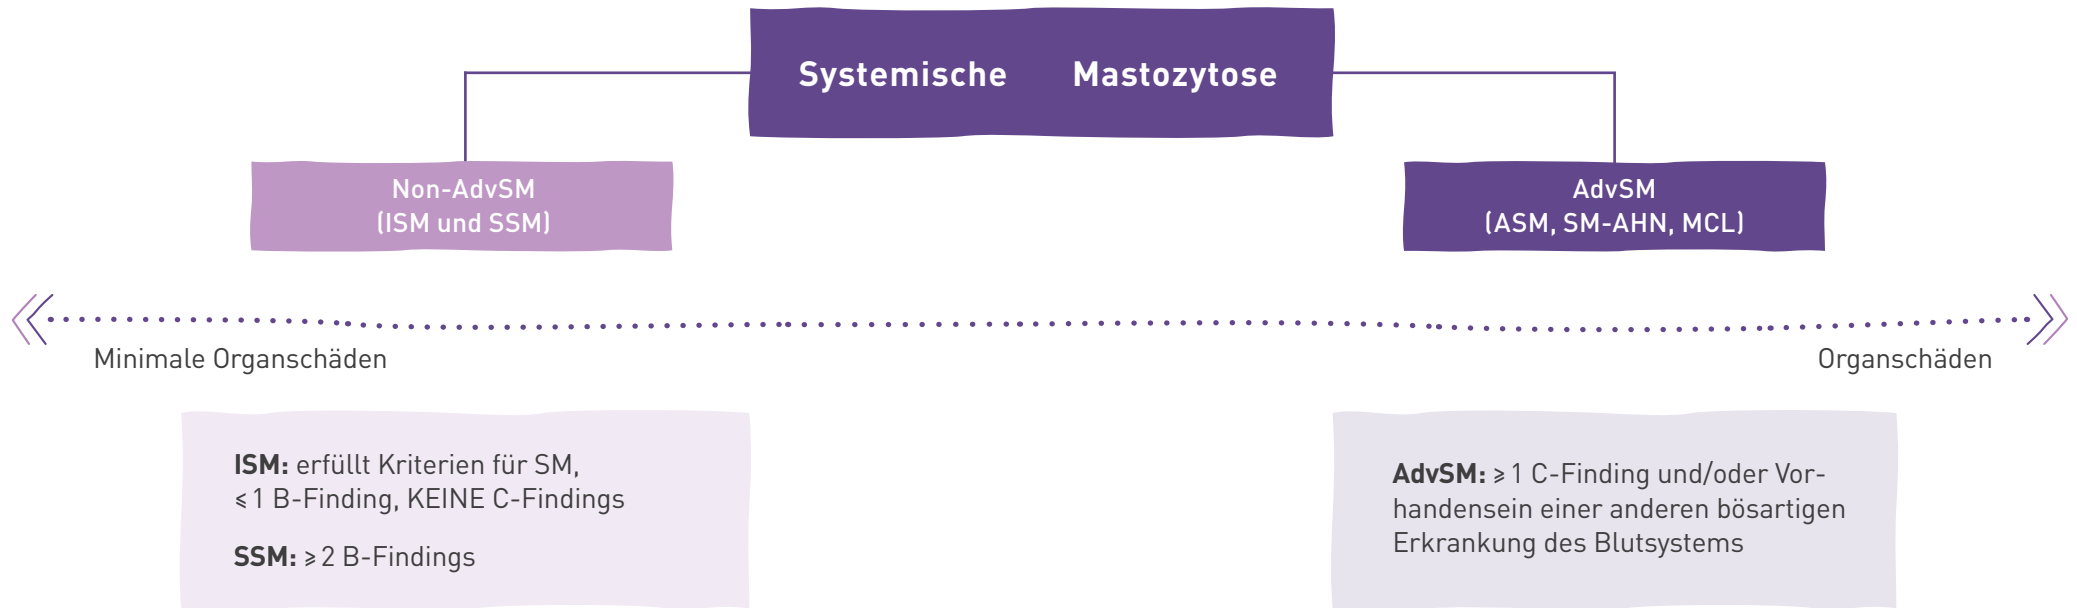 Systemische Mastozytose
Non-AdvSM
(ISM und SSM)
AdvSM
(ASM, SM-AHN, MCL)
Minimale Organschäden
Organschäden
ISM: erfüllt Kriterien für SM,
≤ 1 B-Finding, KEINE C-Findings
SSM: ≥ 2 B-Findings
AdvSM: ≥ 1 C-Finding und/oder Vor-
handensein einer anderen bösartigen
Erkrankung des Blutsystems